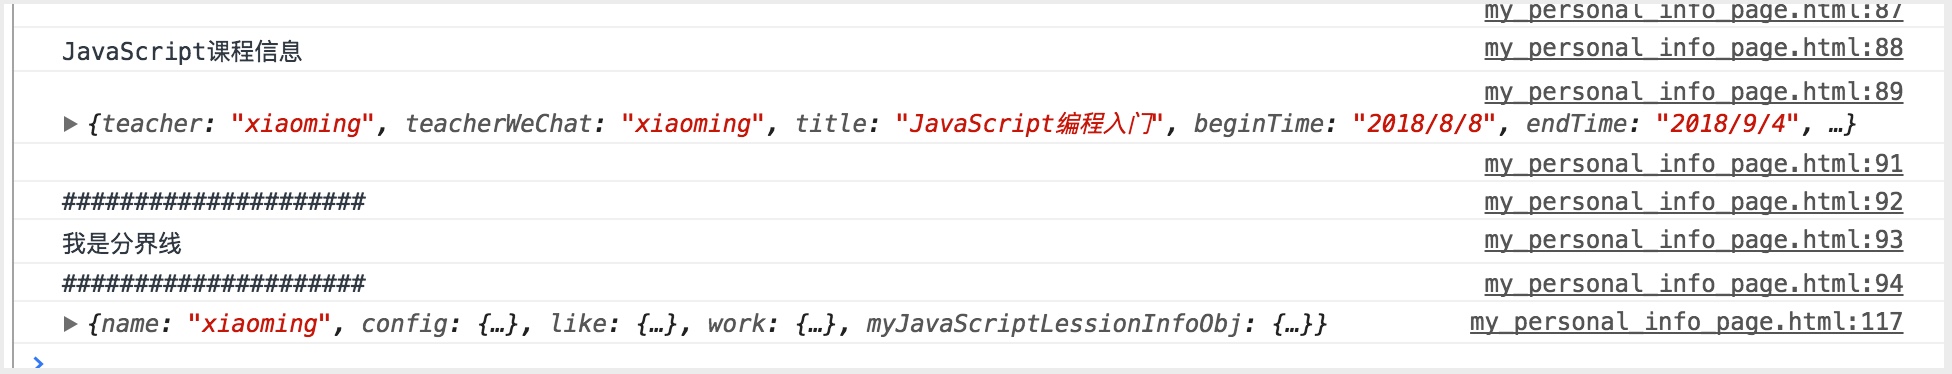 my_personal_info_page.html:87
JavaScript课程信息 my_personal_info_page.html:88
my_personal_info_page.html:89
▶{teacher: "xiaoming", teacherWeChat: "xiaoming", title: "JavaScript编程入门", beginTime: "2018/8/8", endTime: "2018/9/4", …}
my_personal_info_page.html:91
##################### my_personal_info_page.html:92
我是分界线 my_personal_info_page.html:93
##################### my_personal_info_page.html:94
▶{name: "xiaoming", config: {…}, like: {…}, work: {…}, myJavaScriptLessionInfoObj: {…}} my_personal_info_page.html:117